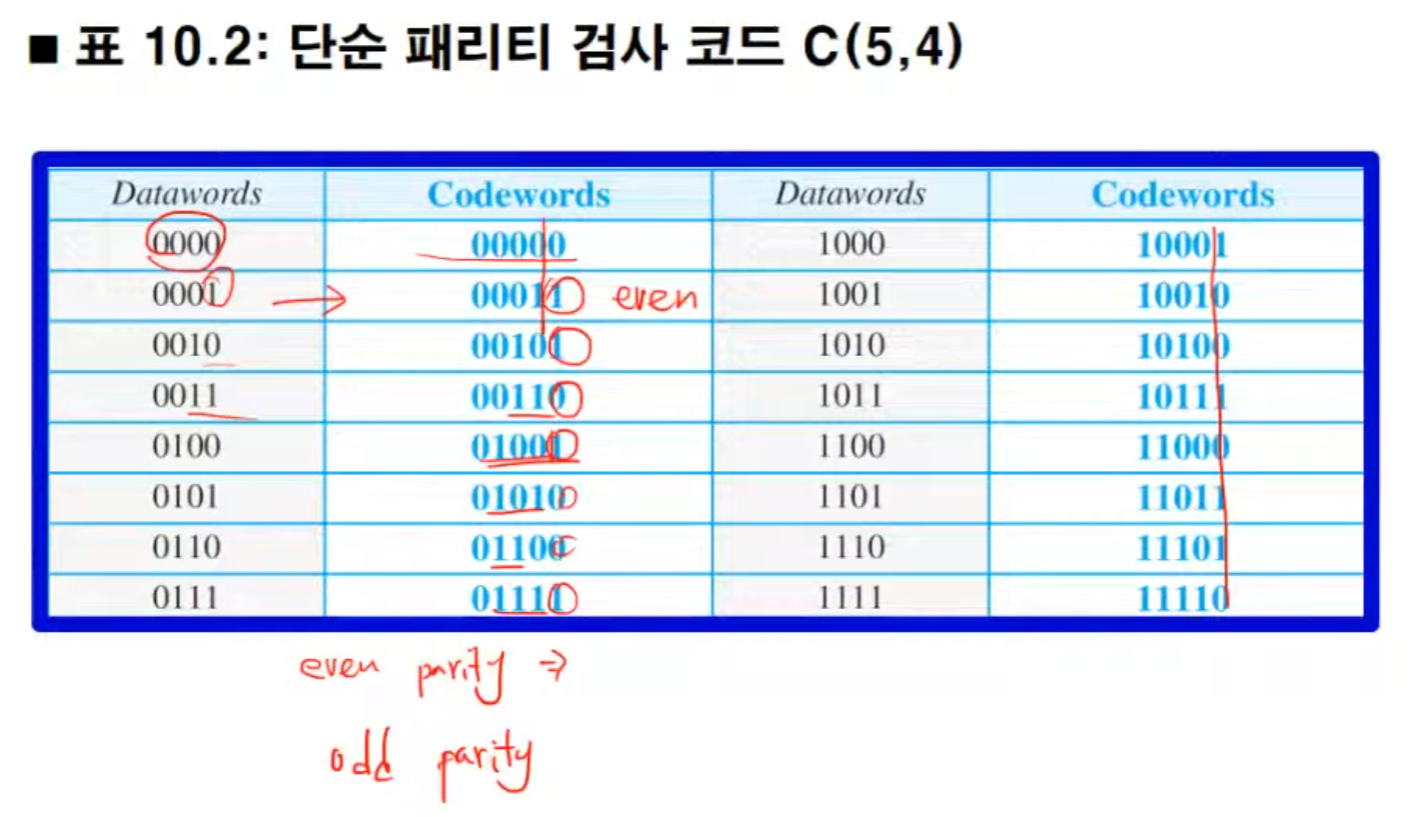 ■ 표 10.2: 단순 패리티 검사 코드 C(5,4)
Datawords Codewords Datawords Codewords
0000 00000 1000 10001
0001 → 00011 even 1001 10010
0010 00101 1010 10100
0011 00110 1011 10111
0100 01001 1100 11000
0101 01010 1101 11011
0110 01100 1110 11101
0111 01111 1111 11110
even parity ⇒
odd parity